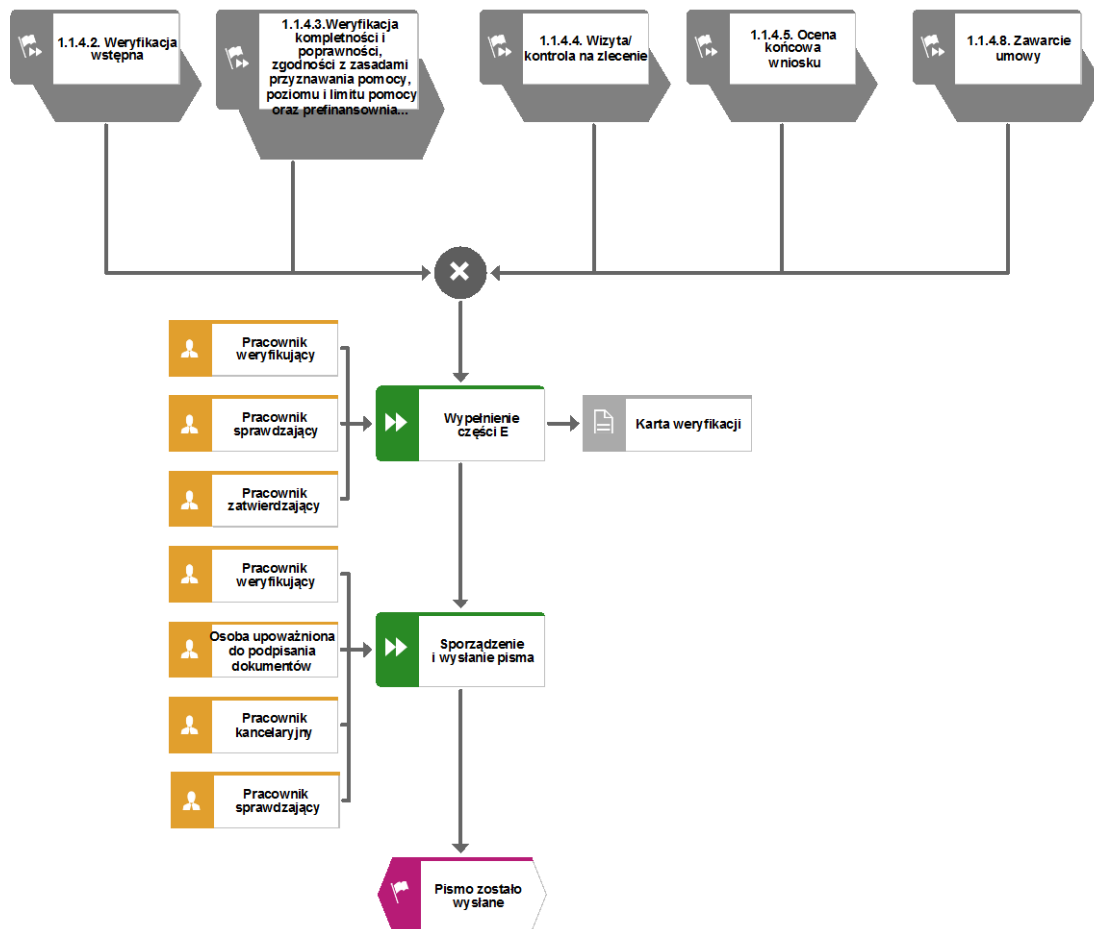 1.1.4.2. Weryfikacja
wstępna
1.1.4.3.Weryfikacja
kompletności i
poprawności,
zgodności z zasadami
przyznawania pomocy,
poziomu i limitu pomocy
oraz prefinansownia...
1.1.4.4. Wizyta/
kontrola na zlecenie
1.1.4.5. Ocena
końcowa
wniosku
1.1.4.8. Zawarcie
umowy
Pracownik
weryfikujący
Pracownik
sprawdzający
Pracownik
zatwierdzający
Wypełnienie
części E
Karta weryfikacji
Pracownik
weryfikujący
Osoba upoważniona
do podpisania
dokumentów
Pracownik
kancelaryjny
Pracownik
sprawdzający
Sporządzenie
i wysłanie pisma
Pismo zostało
wysłane